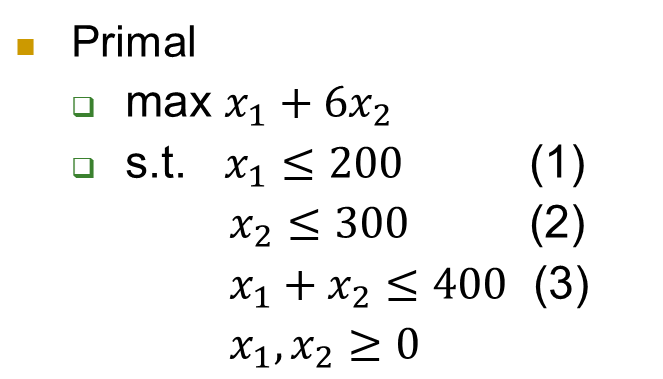 Primal
max x₁ + 6x₂
s.t. x₁ ≤ 200 (1)
x₂ ≤ 300 (2)
x₁ + x₂ ≤ 400 (3)
x₁, x₂ ≥ 0